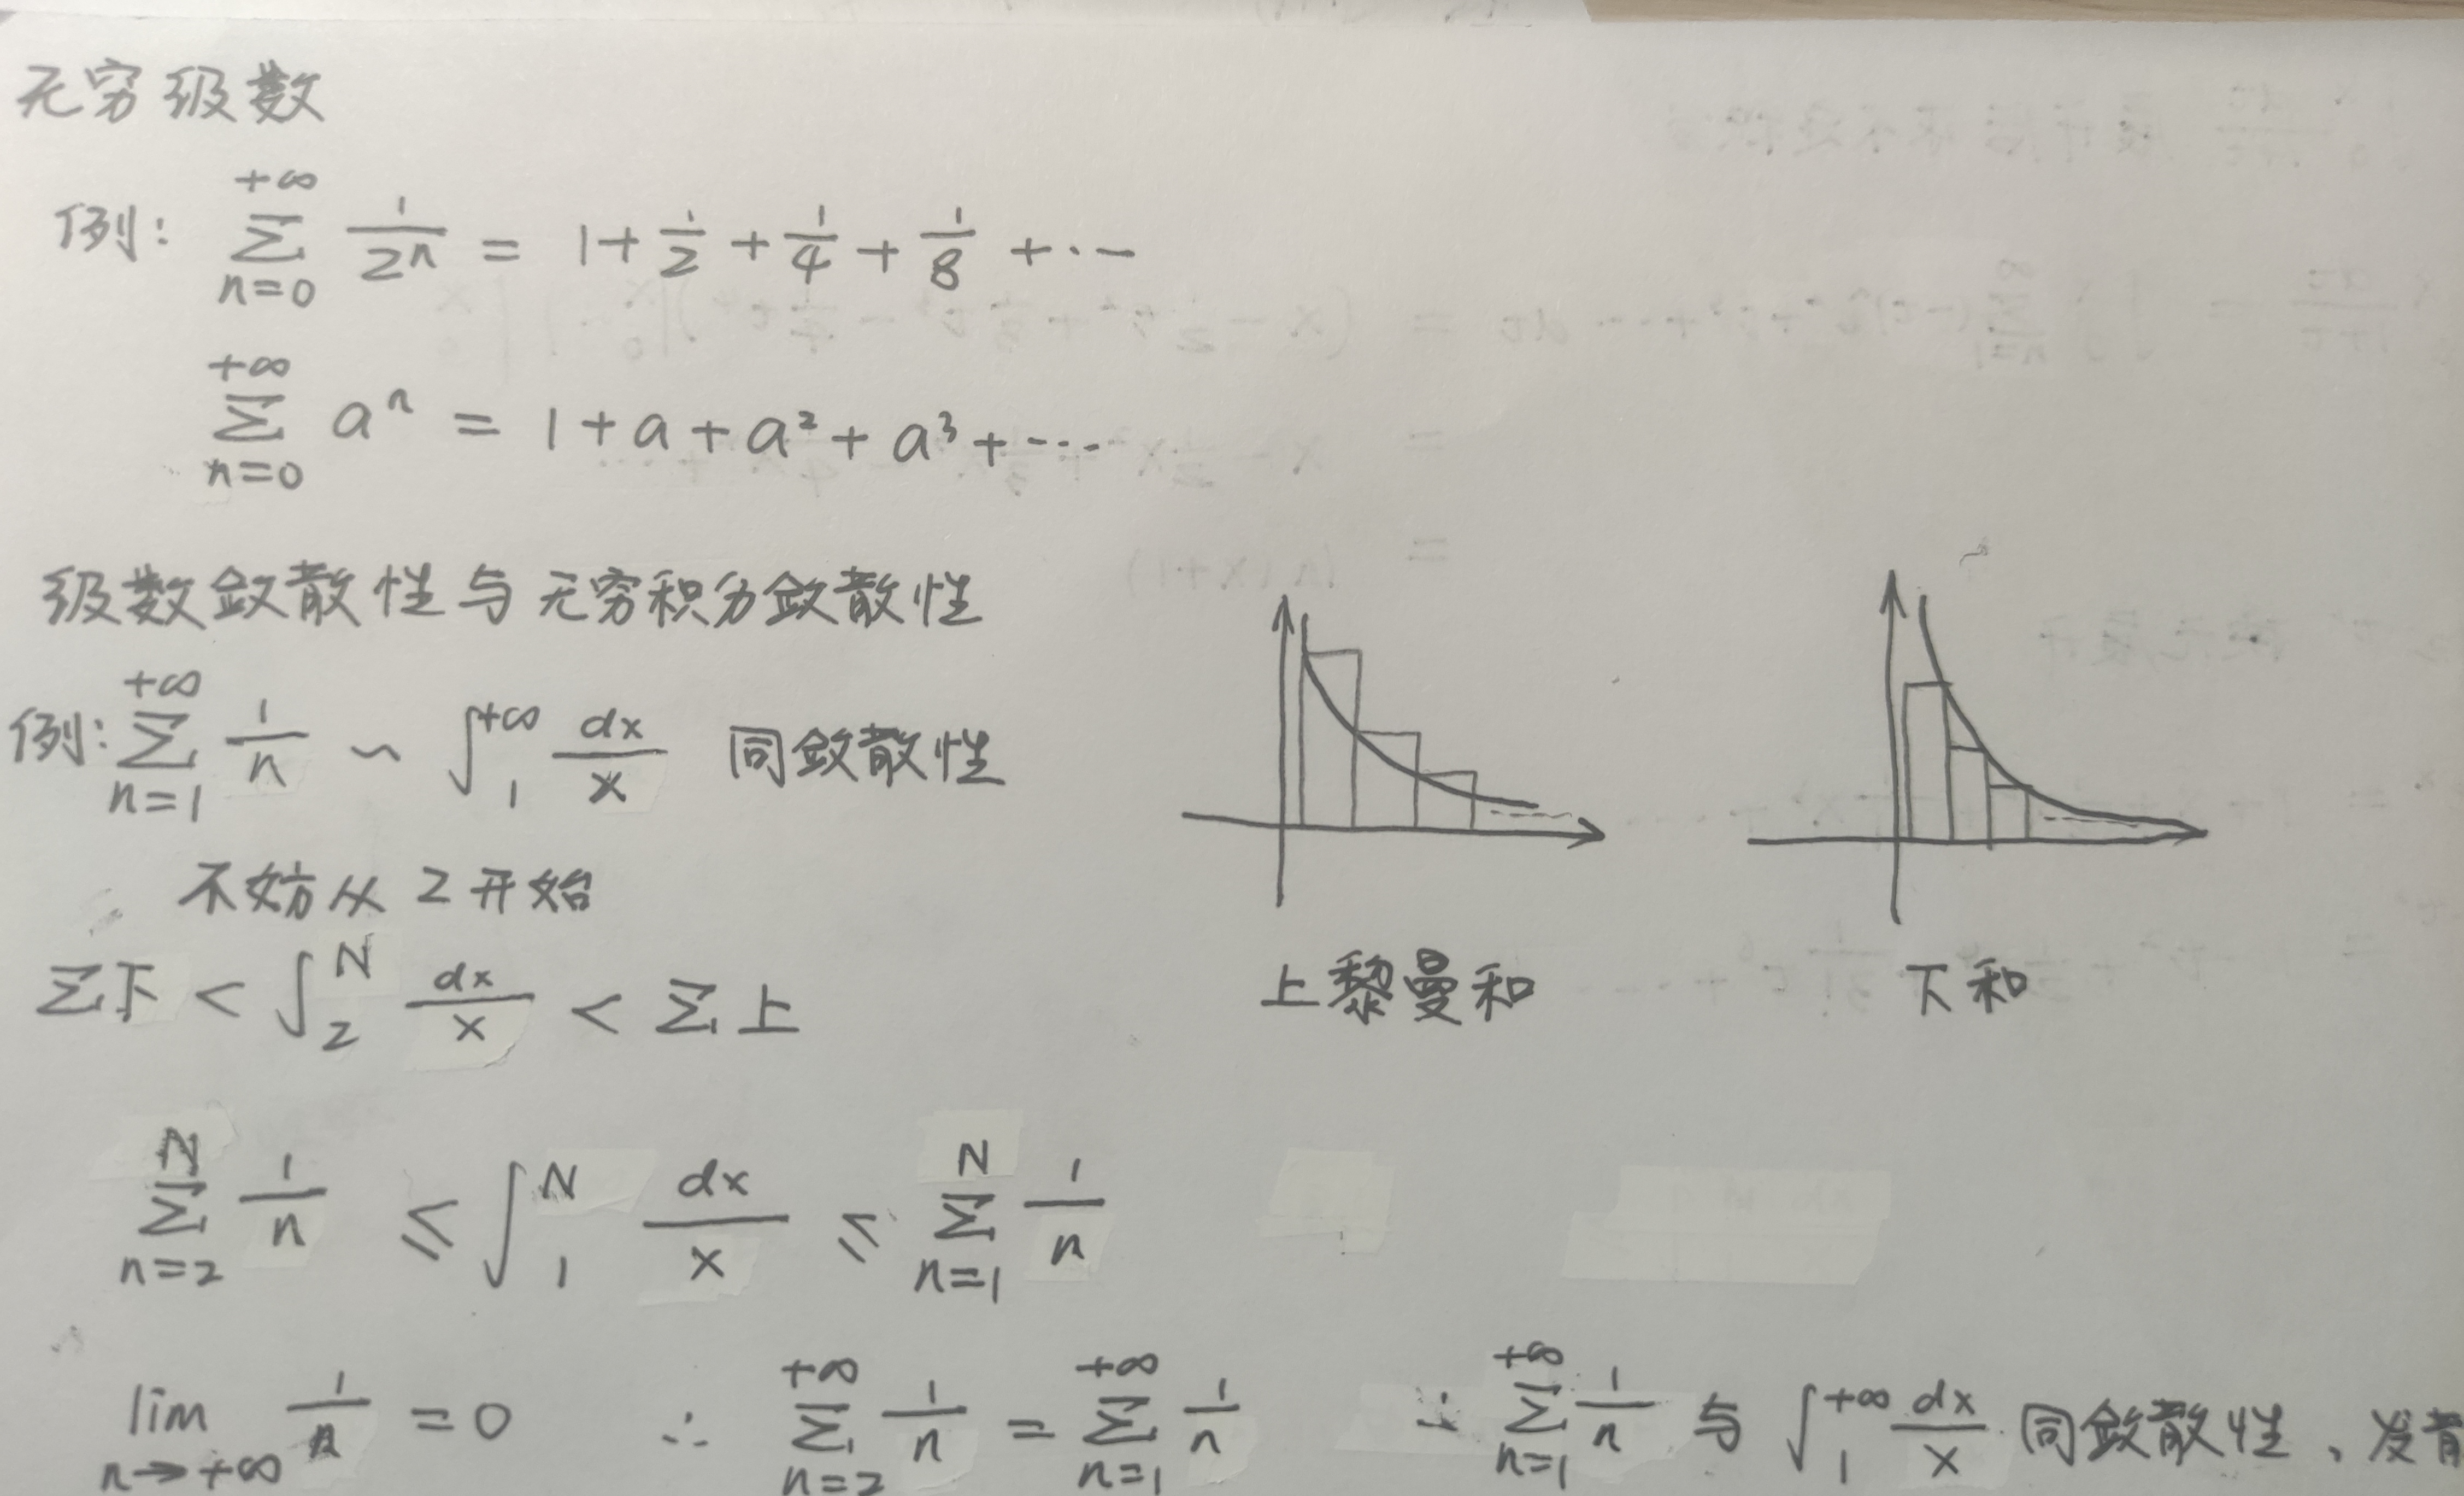 无穷级数
例: \sum_{n=0}^{+\infty} \frac{1}{2^n} = 1 + \frac{1}{2} + \frac{1}{4} + \frac{1}{8} + \cdots
\sum_{n=0}^{+\infty} a^n = 1 + a + a^2 + a^3 + \cdots
级数敛散性与无穷积分敛散性
例: \sum_{n=1}^{+\infty} \frac{1}{n} \sim \int_1^{+\infty} \frac{dx}{x} 同敛散性
不妨从2开始
Σ下 < \int_2^N \frac{dx}{x} < Σ上
上黎曼和
下和
\sum_{n=2}^{N} \frac{1}{n} \leq \int_1^N \frac{dx}{x} \leq \sum_{n=1}^{N} \frac{1}{n}
\lim_{n \to +\infty} \frac{1}{n} = 0 ∴ \sum_{n=2}^{+\infty} \frac{1}{n} = \sum_{n=1}^{+\infty} \frac{1}{n} ∴ \sum_{n=1}^{+\infty} \frac{1}{n} 与 \int_1^{+\infty} \frac{dx}{x} 同敛散性、发散